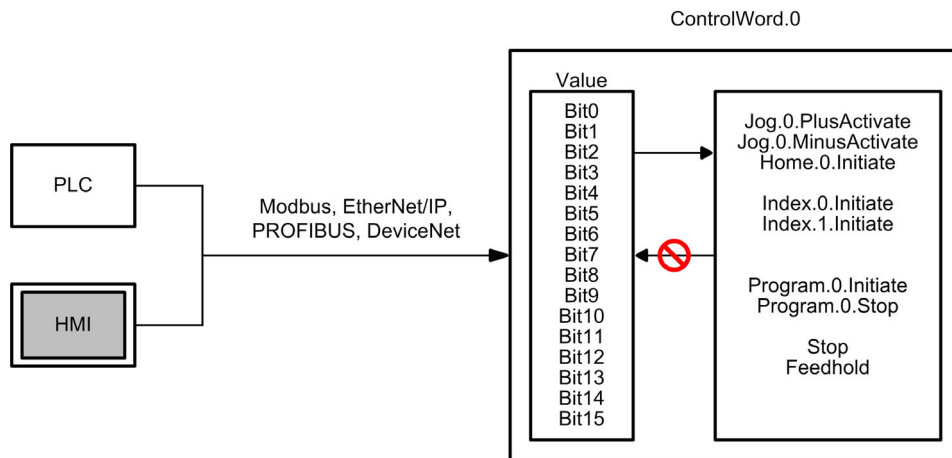 ControlWord.0
Value
Bit0
Bit1
Bit2
Bit3
Bit4
Bit5
Bit6
Bit7
Bit8
Bit9
Bit10
Bit11
Bit12
Bit13
Bit14
Bit15
Jog.0.PlusActivate
Jog.0.MinusActivate
Home.0.Initiate
Index.0.Initiate
Index.1.Initiate
Program.0.Initiate
Program.0.Stop
Stop
Feedhold
PLC
HMI
Modbus, EtherNet/IP,
PROFIBUS, DeviceNet